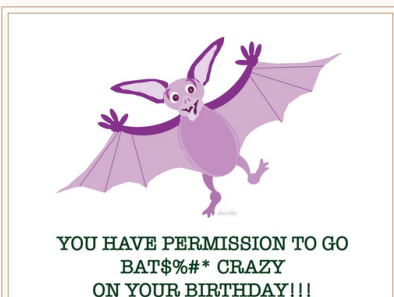 YOU HAVE PERMISSION TO GO
BAT$%#* CRAZY
ON YOUR BIRTHDAY!!!